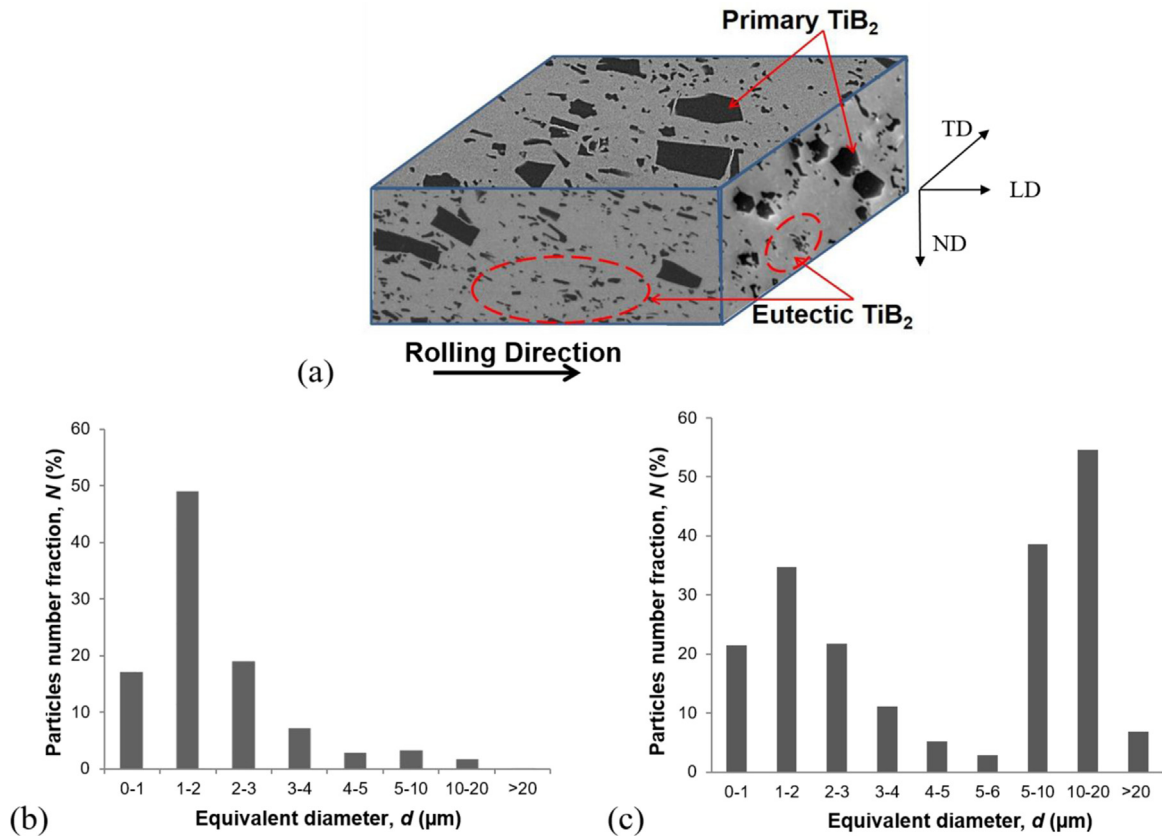 Primary TiB₂
TD
LD
ND
Eutectic TiB₂
Rolling Direction
(a)
60
50
40
30
20
10
0
Particles number fraction, N (%)
0-1 1-2 2-3 3-4 4-5 5-10 10-20 >20
Equivalent diameter, d (μm)
(b)
60
50
40
30
20
10
0
Particles number fraction, N (%)
0-1 1-2 2-3 3-4 4-5 5-6 5-10 10-20 >20
Equivalent diameter, d (μm)
(c)